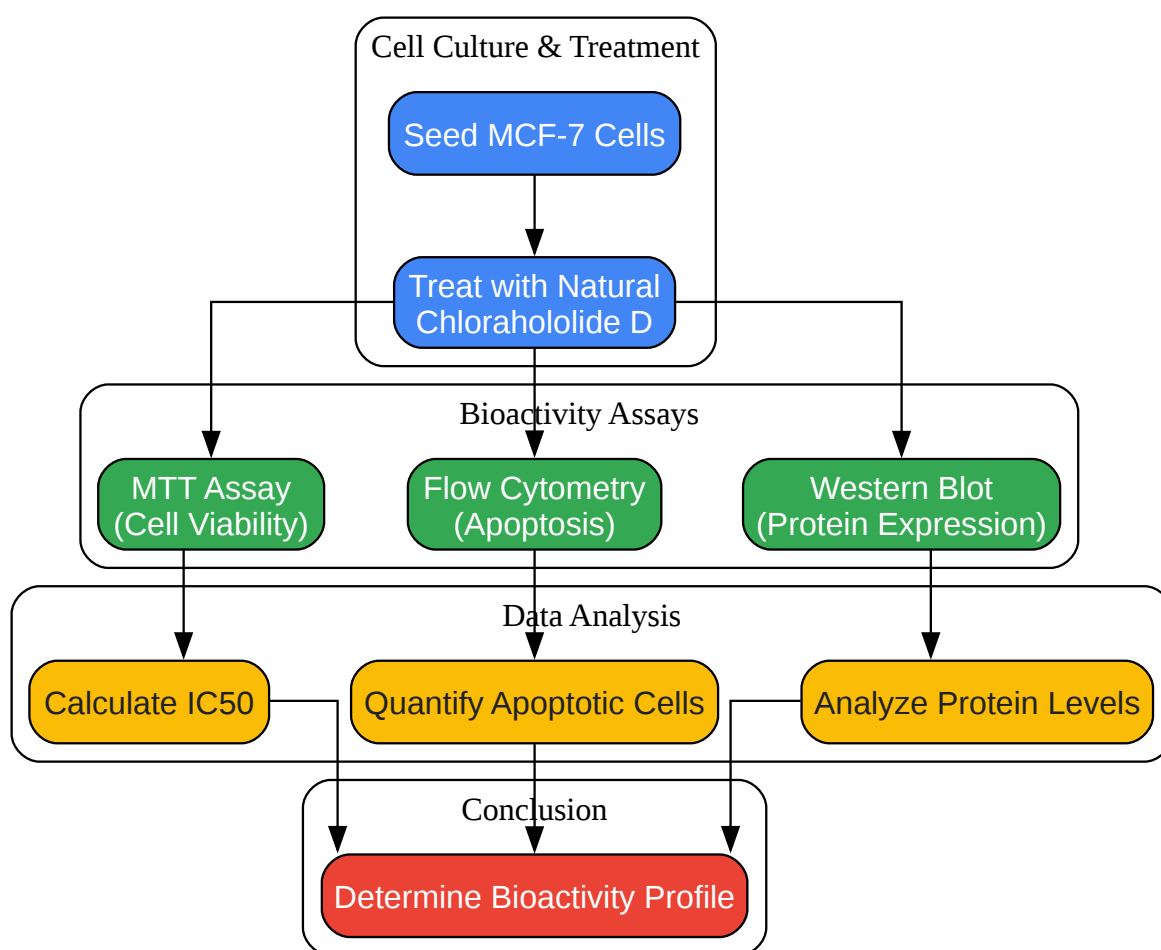 Cell Culture & Treatment
Seed MCF-7 Cells
Treat with Natural
Chlorahololide D
Bioactivity Assays
MTT Assay
(Cell Viability)
Flow Cytometry
(Apoptosis)
Western Blot
(Protein Expression)
Data Analysis
Calculate IC50
Quantify Apoptotic Cells
Analyze Protein Levels
Conclusion
Determine Bioactivity Profile